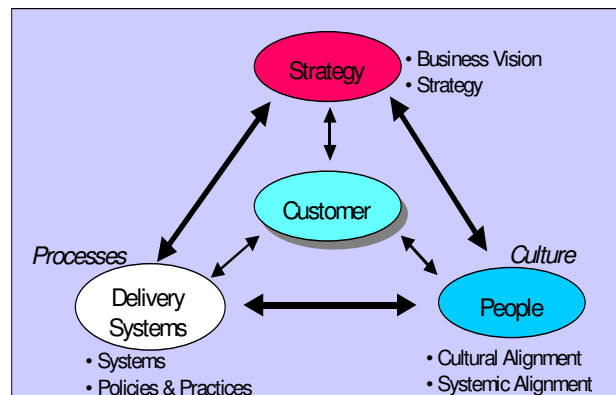 Strategy
• Business Vision
• Strategy
Customer
Processes
Culture
Delivery
Systems
People
• Systems
• Policies & Practices
• Cultural Alignment
• Systemic Alignment